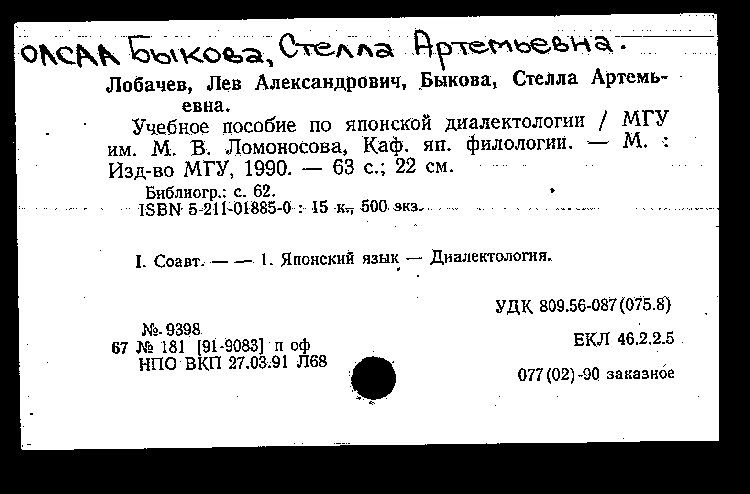 ОЛСАА Быкова, Стелла Артемьевна.
Лобачев, Лев Александрович, Быкова, Стелла Артемь-
евна.
Учебное пособие по японской диалектологии / МГУ
им. М. В. Ломоносова, Каф. яп. филологии. — М. :
Изд-во МГУ, 1990. — 63 с.; 22 см.
Библиогр.: с. 62.
ISBN 5-211-01885-0 : 15 к., 500 экз.
I. Соавт. — — 1. Японский язык — Диалектология.
УДК 809.56-087(075.8)
№ 9398
67 № 181 [91-9083] п оф
ЕКЛ 46.2.2.5
НПО ВКП 27.03.91 Л68
077(02)-90 заказное